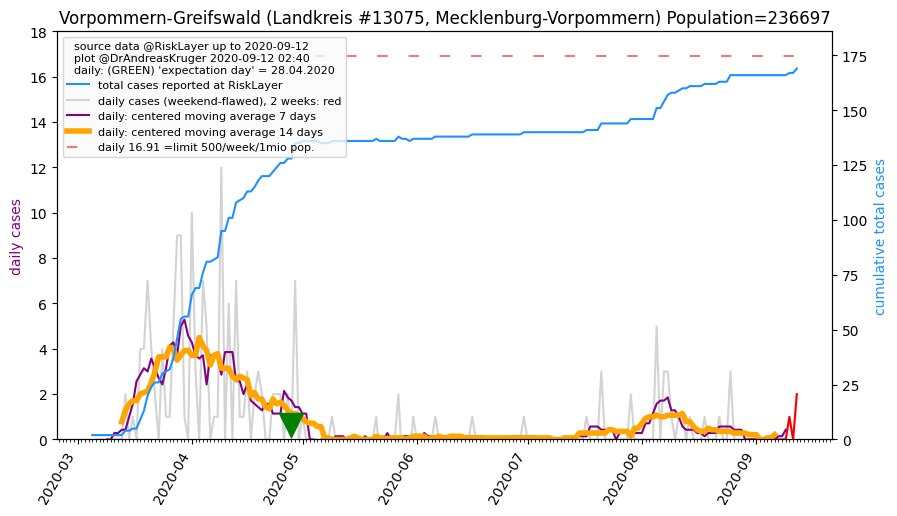 Vorpommern-Greifswald (Landkreis #13075, Mecklenburg-Vorpommern) Population=236697
source data @RiskLayer up to 2020-09-12
plot @DrAndreasKruger 2020-09-12 02:40
daily: (GREEN) 'expectation day' = 28.04.2020
total cases reported at RiskLayer
daily cases (weekend-flawed), 2 weeks: red
daily: centered moving average 7 days
daily: centered moving average 14 days
daily 16.91 =limit 500/week/1mio pop.
daily cases
18
16
14
12
10
8
6
4
2
0
175
150
125
100
75
50
25
0
cumulative total cases
2020-03
2020-04
2020-05
2020-06
2020-07
2020-08
2020-09